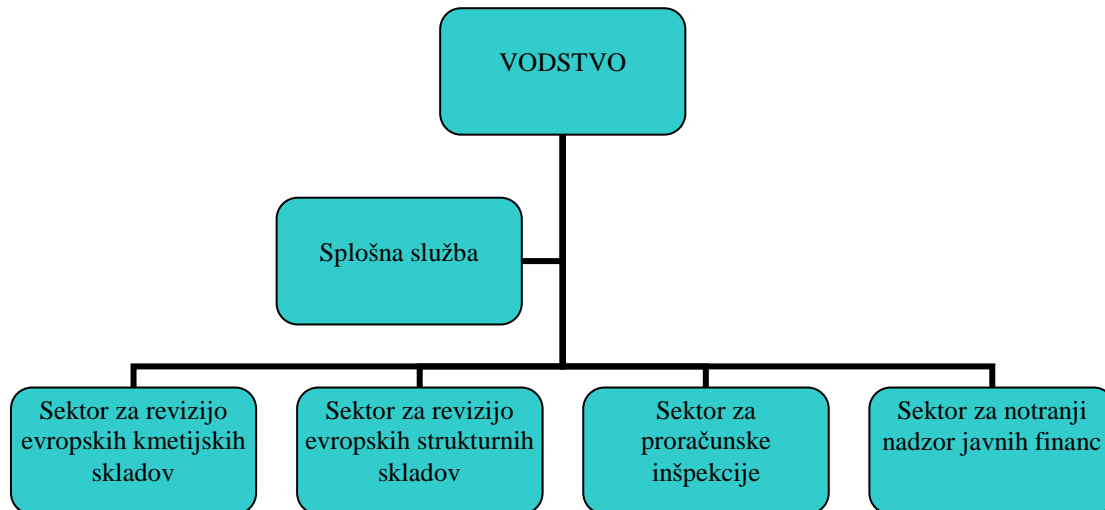 VODSTVO
Splošna služba
Sektor za revizijo
evropskih kmetijskih
skladov
Sektor za revizijo
evropskih strukturnih
skladov
Sektor za
proračunske
inšpekcije
Sektor za notranji
nadzor javnih financ